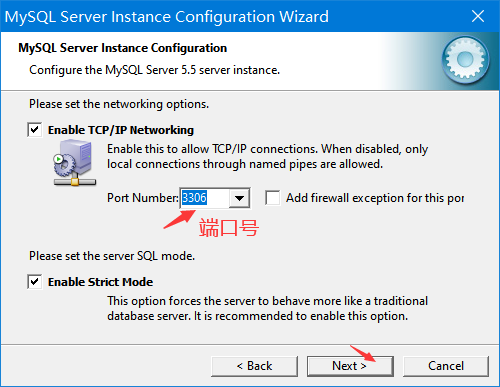 MySQL Server Instance Configuration Wizard
MySQL Server Instance Configuration
Configure the MySQL Server 5.5 server instance.
Please set the networking options.
Enable TCP/IP Networking
Enable this to allow TCP/IP connections. When disabled, only
local connections through named pipes are allowed.
Port Number: 3306 Add firewall exception for this por
端口号
Please set the server SQL mode.
Enable Strict Mode
This option forces the server to behave more like a traditional
database server. It is recommended to enable this option.
< Back Next > Cancel